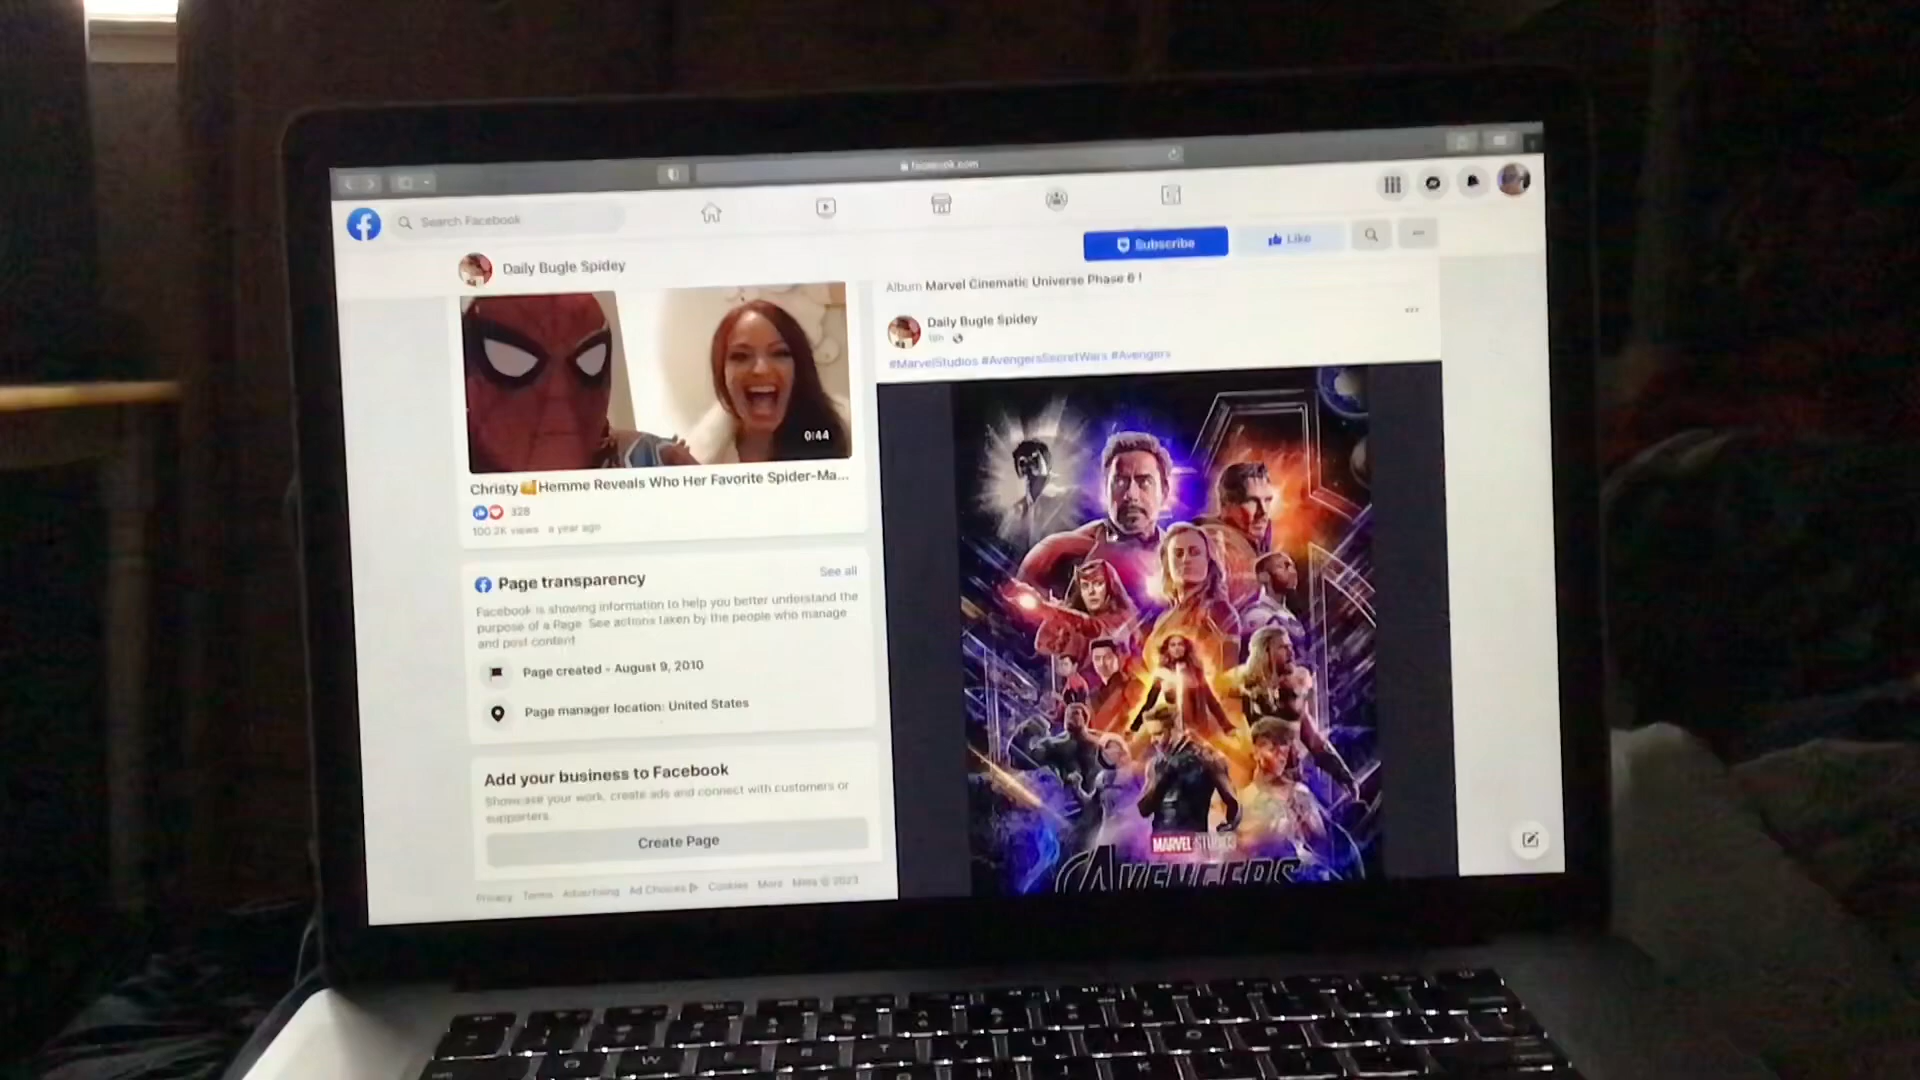 facebook.com
Search Facebook
Daily Bugle Spidey
Subscribe
Like
0:44
Christy Hemme Reveals Who Her Favorite Spider-Ma...
328
100.2K views a year ago
Page transparency
See all
Facebook is showing information to help you better understand the
purpose of a Page. See actions taken by the people who manage
and post content.
Page created - August 9, 2010
Page manager location: United States
Add your business to Facebook
Showcase your work, create ads and connect with customers or
supporters.
Create Page
Privacy Terms Advertising Ad Choices Cookies More Meta © 2023
Album Marvel Cinematic Universe Phase 6 !
Daily Bugle Spidey
#MarvelStudios #AvengersSecretWars #Avengers
MARVEL STUDIOS
AVENGERS